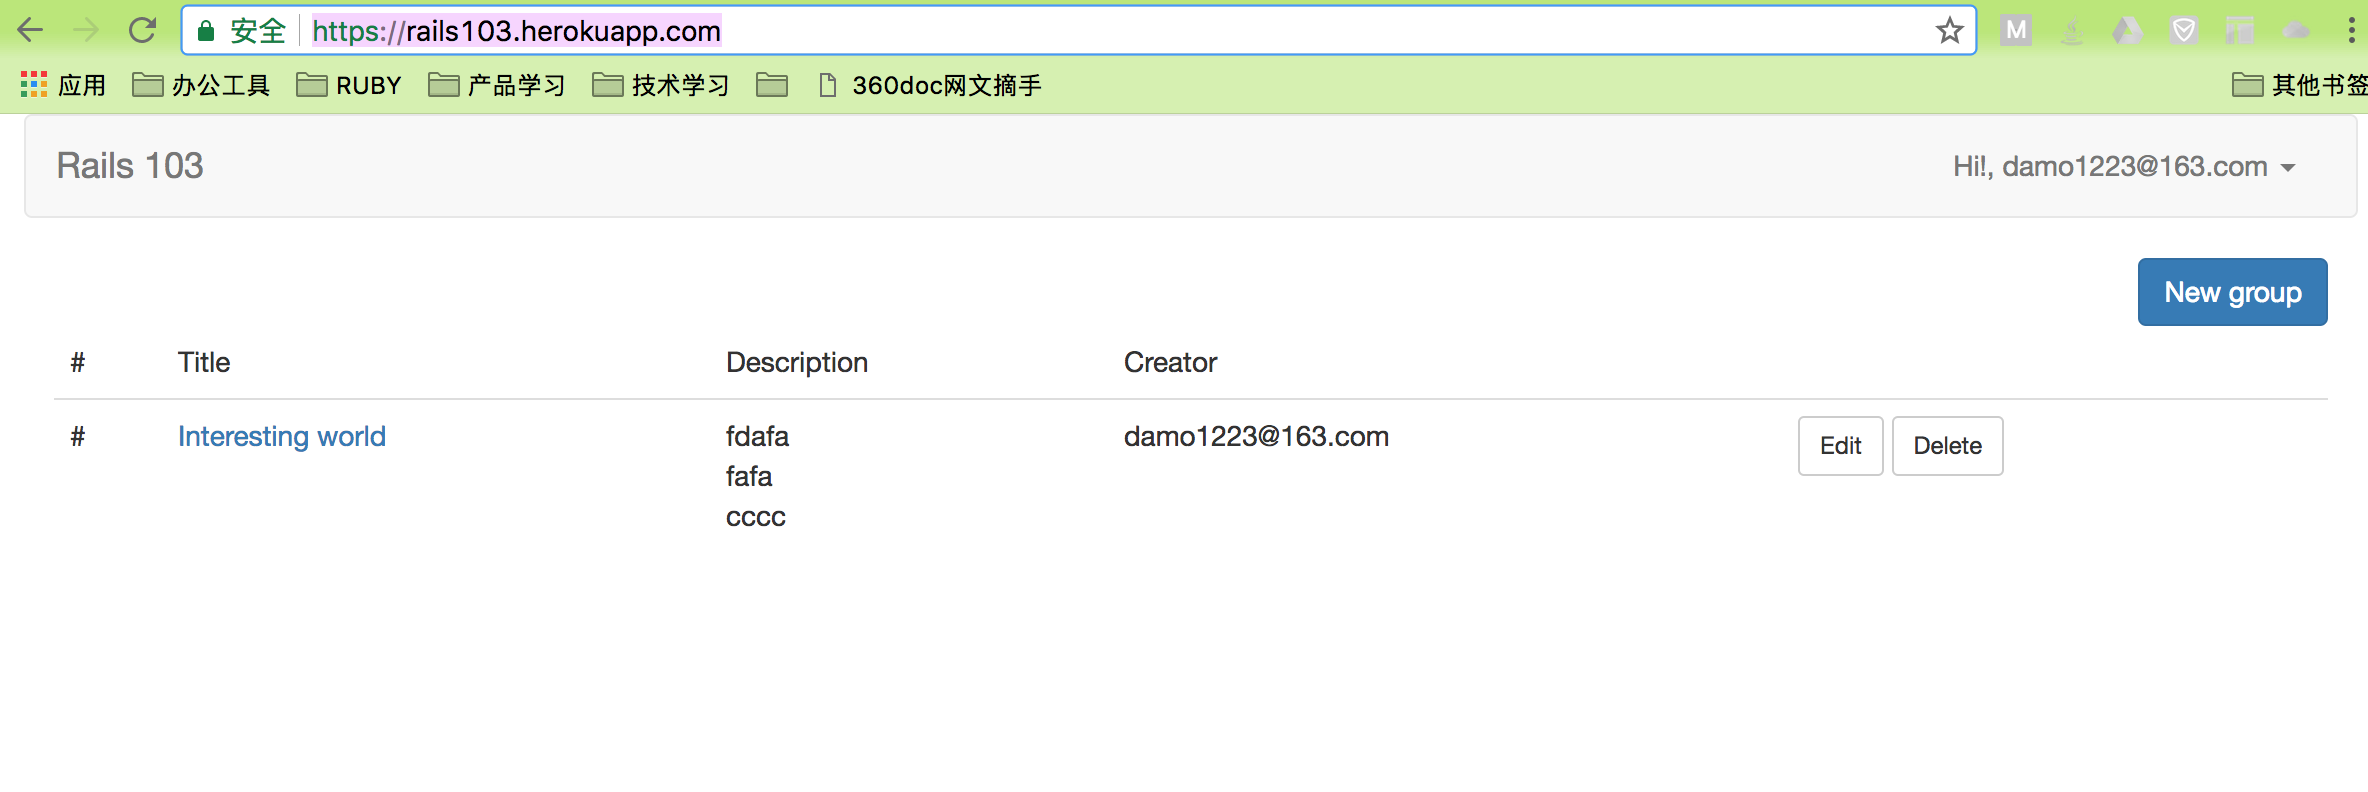 安全 https://rails103.herokuapp.com M
应用 办公工具 RUBY 产品学习 技术学习 360doc网文摘手 其他书签
Rails 103 Hi!, damo1223@163.com
New group
# Title Description Creator
# Interesting world fdafa damo1223@163.com Edit Delete
fafa
cccc